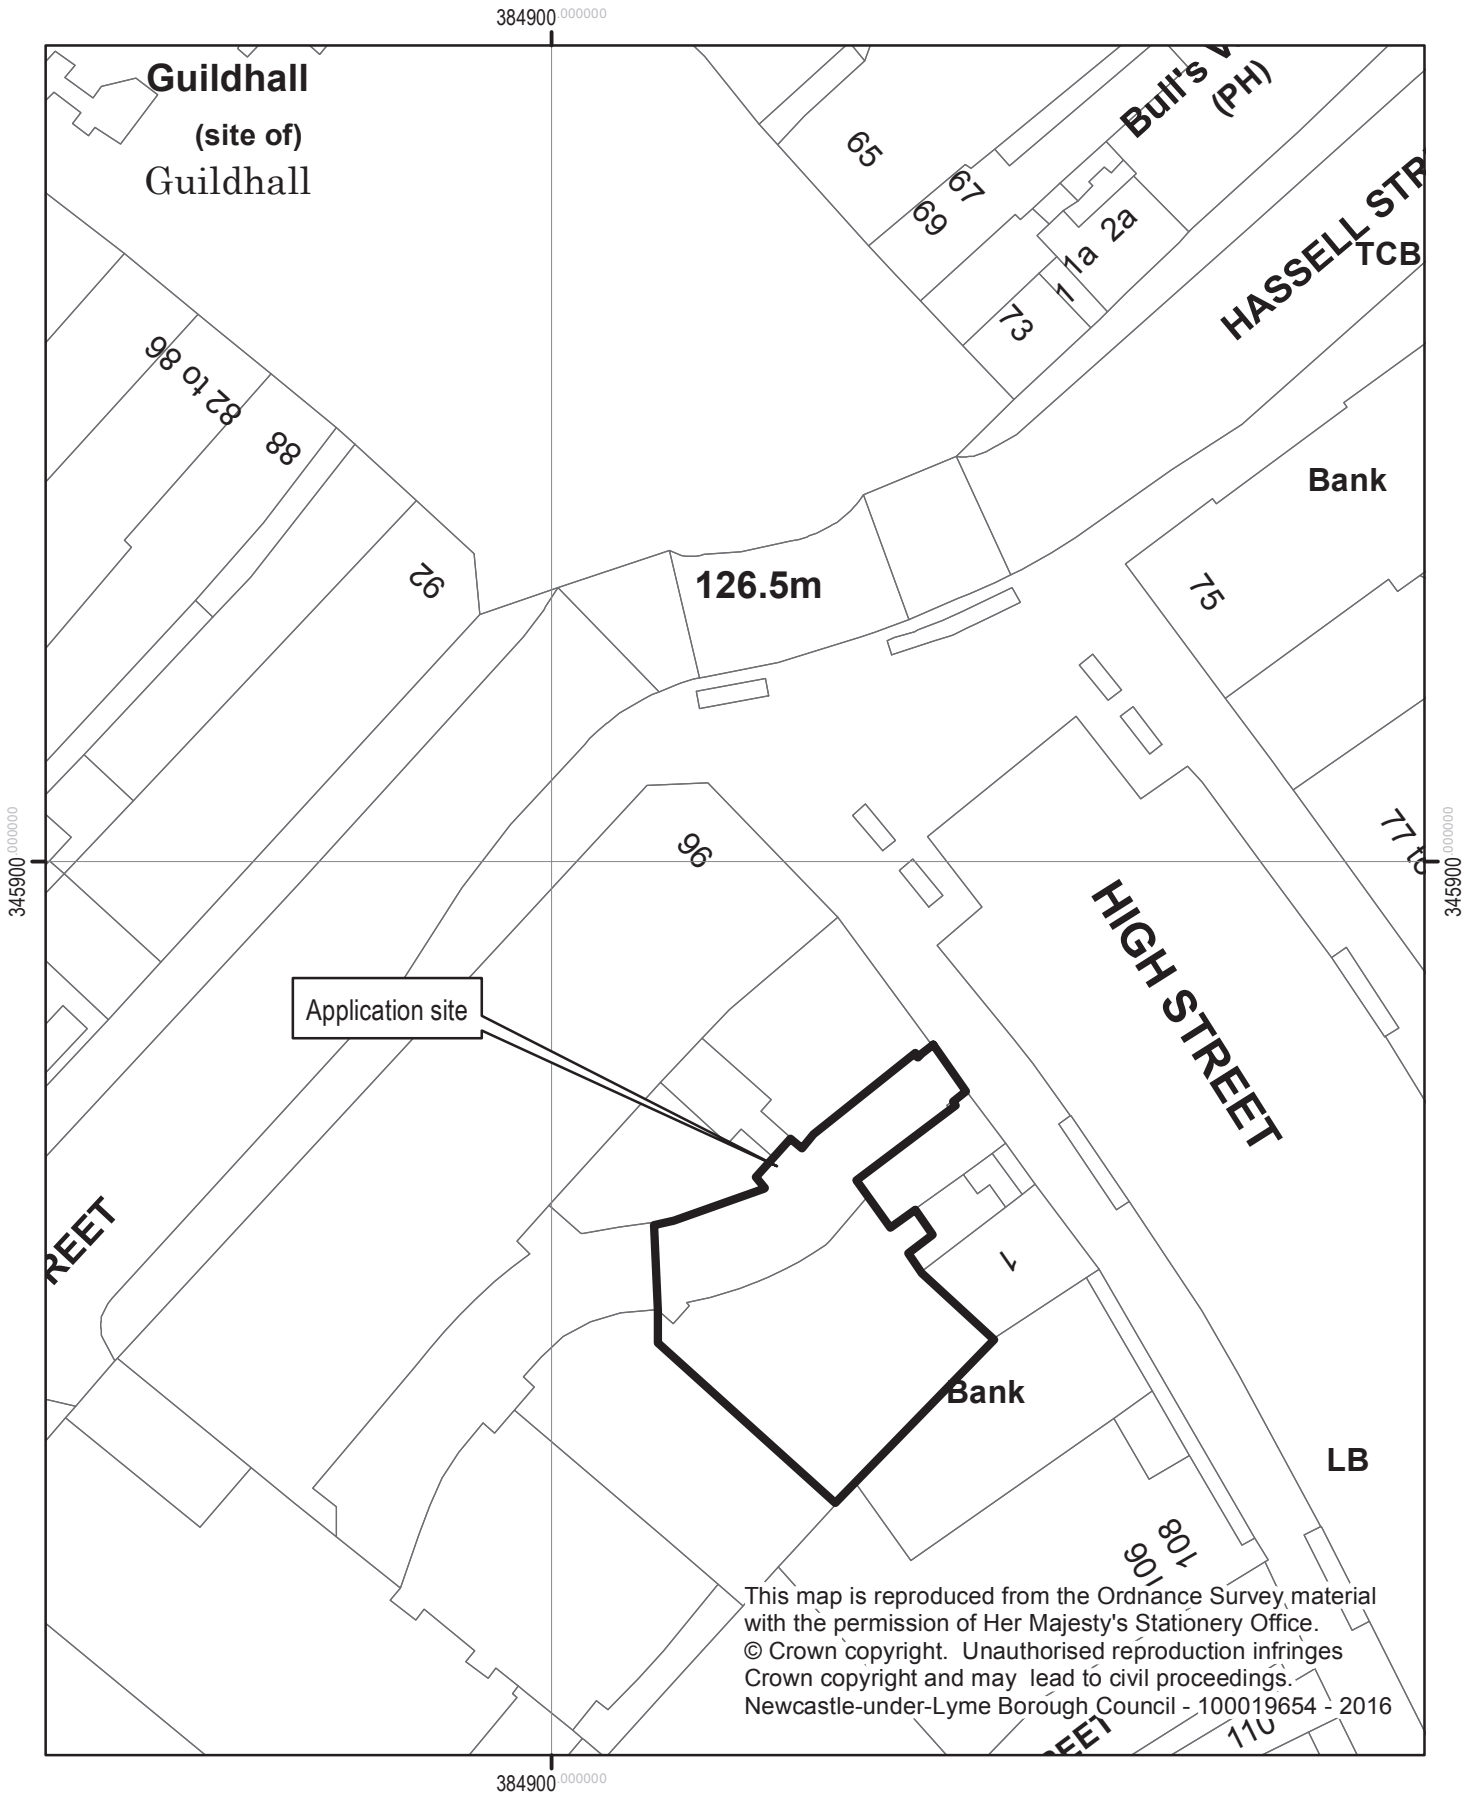 384900.000000
Guildhall
(site of)
Guildhall
Bull's
(PH)
65
67
69
2a
1a
1
73
HASSELL STR
TCB
82 to 86
88
92
Bank
126.5m
75
96
77 to
345900.000000
345900.000000
HIGH STREET
Application site
REET
1
Bank
LB
108
106
This map is reproduced from the Ordnance Survey material
with the permission of Her Majesty's Stationery Office.
© Crown copyright. Unauthorised reproduction infringes
Crown copyright and may lead to civil proceedings.
Newcastle-under-Lyme Borough Council - 100019654 - 2016
REET
110
384900.000000